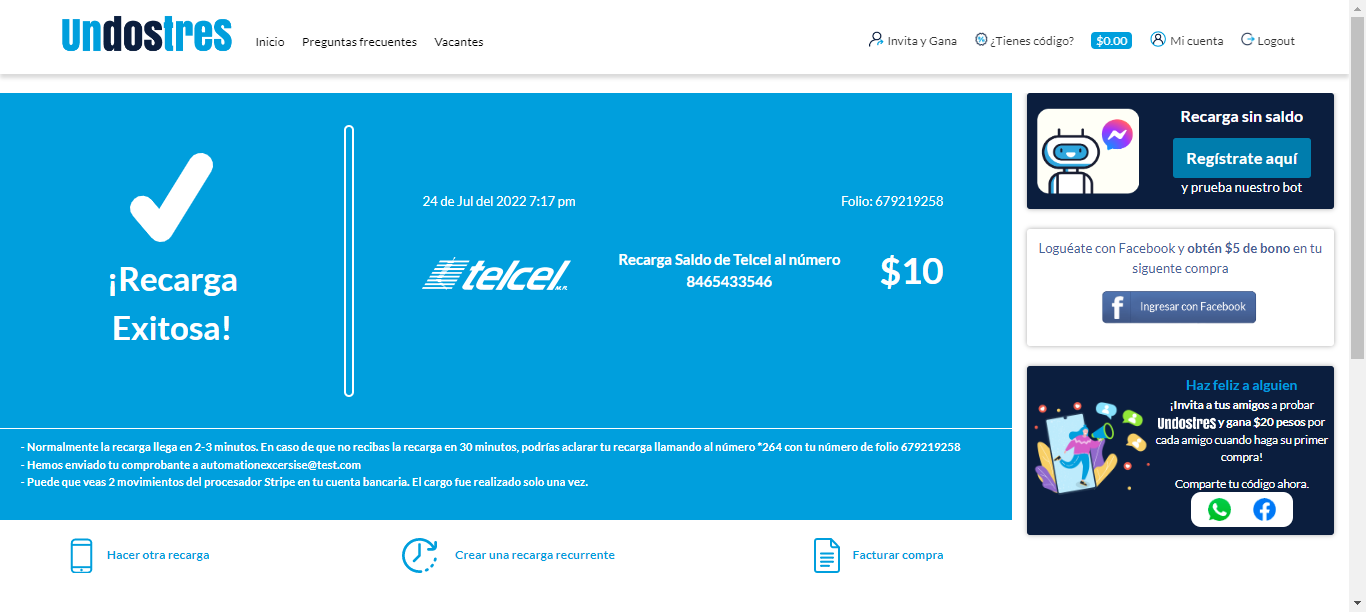 Undostres
Inicio Preguntas frecuentes Vacantes
Invita y Gana ¿Tienes código? $0.00 Mi cuenta Logout
¡Recarga
Exitosa!
24 de Jul del 2022 7:17 pm Folio: 679219258
telcel M.R.
Recarga Saldo de Telcel al número
8465433546
$10
- Normalmente la recarga llega en 2-3 minutos. En caso de que no recibas la recarga en 30 minutos, podrías aclarar tu recarga llamando al número *264 con tu número de folio 679219258
- Hemos enviado tu comprobante a automationexcersise@test.com
- Puede que veas 2 movimientos del procesador Stripe en tu cuenta bancaria. El cargo fue realizado solo una vez.
Hacer otra recarga Crear una recarga recurrente Facturar compra
Recarga sin saldo
Regístrate aquí
y prueba nuestro bot
Loguéate con Facebook y obtén $5 de bono en tu
siguente compra
f Ingresar con Facebook
Haz feliz a alguien
¡Invita a tus amigos a probar
Undostres y gana $20 pesos por
cada amigo cuando haga su primer
compra!
Comparte tu código ahora.